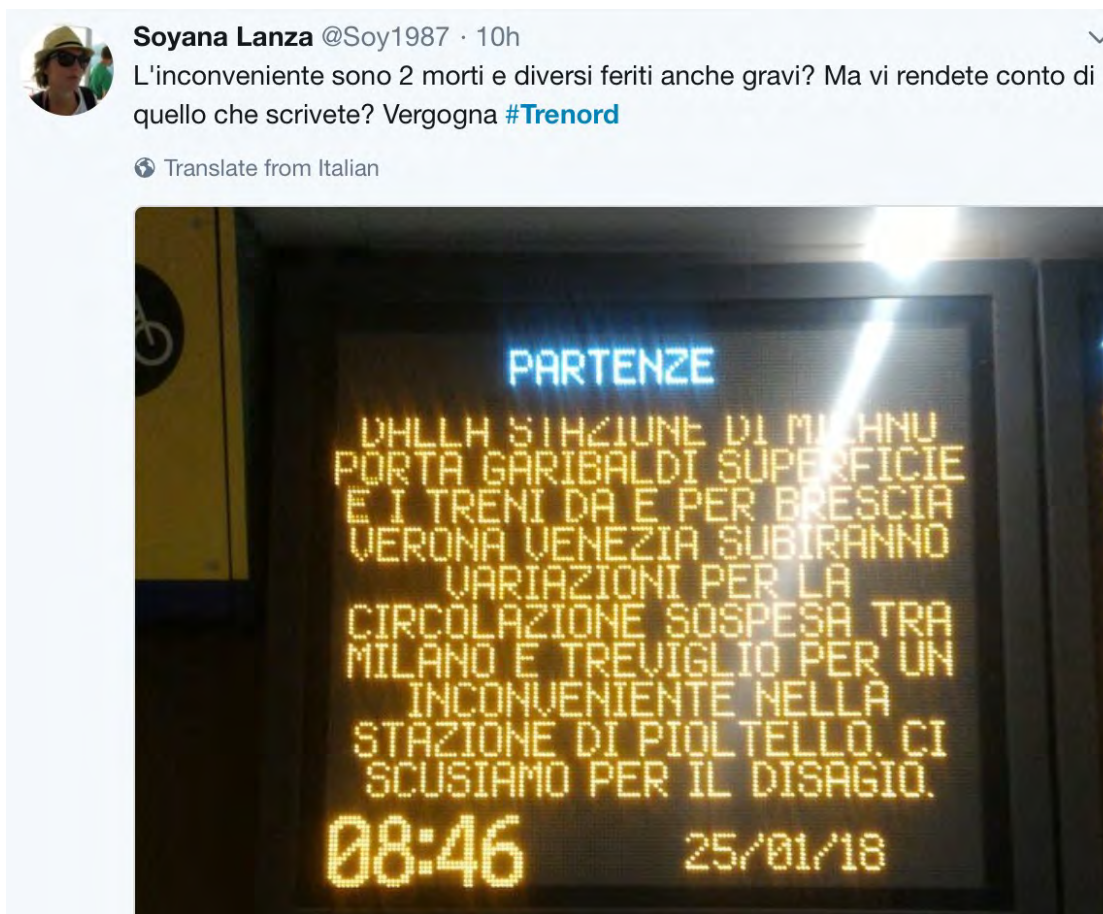 Soyana Lanza @Soy1987 · 10h
L'inconveniente sono 2 morti e diversi feriti anche gravi? Ma vi rendete conto di
quello che scrivete? Vergogna #Trenord
Translate from Italian
PARTENZE
DALLA STAZIONE DI MILANO
PORTA GARIBALDI SUPERFICIE
E I TRENI DA E PER BRESCIA
VERONA VENEZIA SUBIRANNO
VARIAZIONI PER LA
CIRCOLAZIONE SOSPESA TRA
MILANO E TREVIGLIO PER UN
INCONVENIENTE NELLA
STAZIONE DI PIOLTELLO. CI
SCUSIAMO PER IL DISAGIO.
08:46 25/01/18